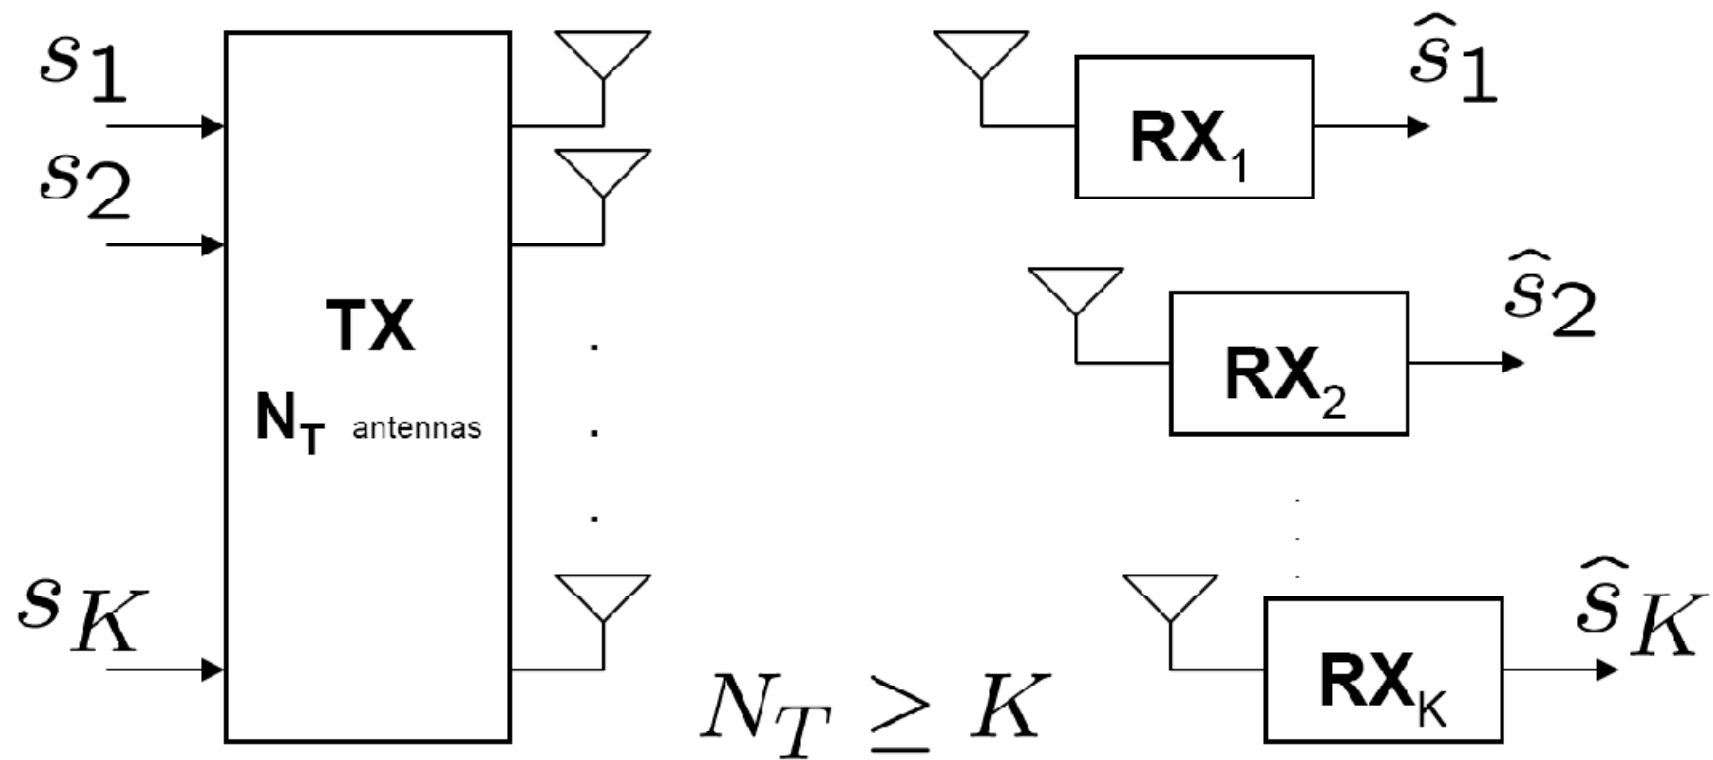 s1
s2
sK
TX
NT antennas
NT ≥ K
RX1
ŝ1
RX2
ŝ2
RXK
ŝK